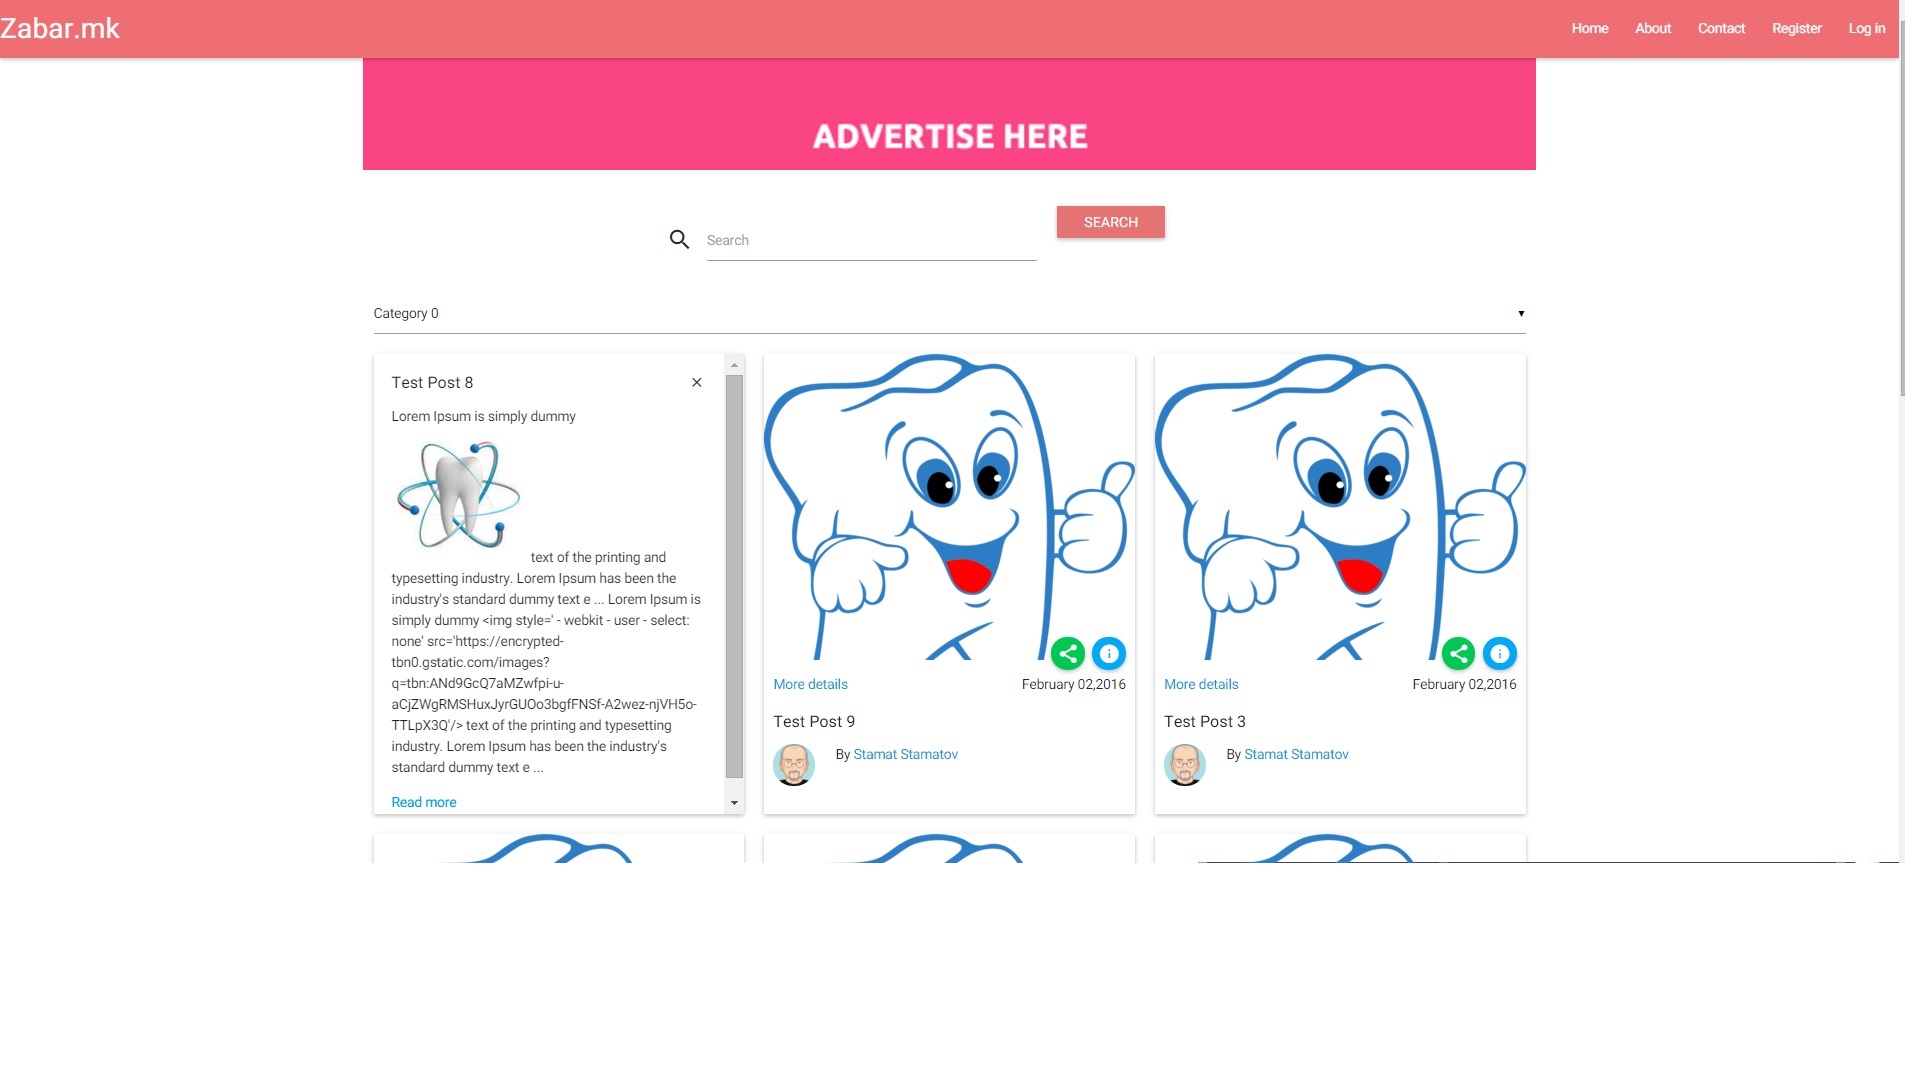 Zabar.mk
Home About Contact Register Log in
ADVERTISE HERE
Search
SEARCH
Category 0
Test Post 8
Lorem Ipsum is simply dummy
text of the printing and
typesetting industry. Lorem Ipsum has been the
industry's standard dummy text e ... Lorem Ipsum is
simply dummy <img style=' - webkit - user - select:
none' src='https://encrypted-
tbn0.gstatic.com/images?
q=tbn:ANd9GcQ7aMZwfpi-u-
aCjZWgRMSHuxJyrGUOo3bgfFNSf-A2wez-njVH5o-
TTLpX3Q'/> text of the printing and typesetting
industry. Lorem Ipsum has been the industry's
standard dummy text e ...
Read more
More details February 02,2016
Test Post 9
By Stamat Stamatov
More details February 02,2016
Test Post 3
By Stamat Stamatov